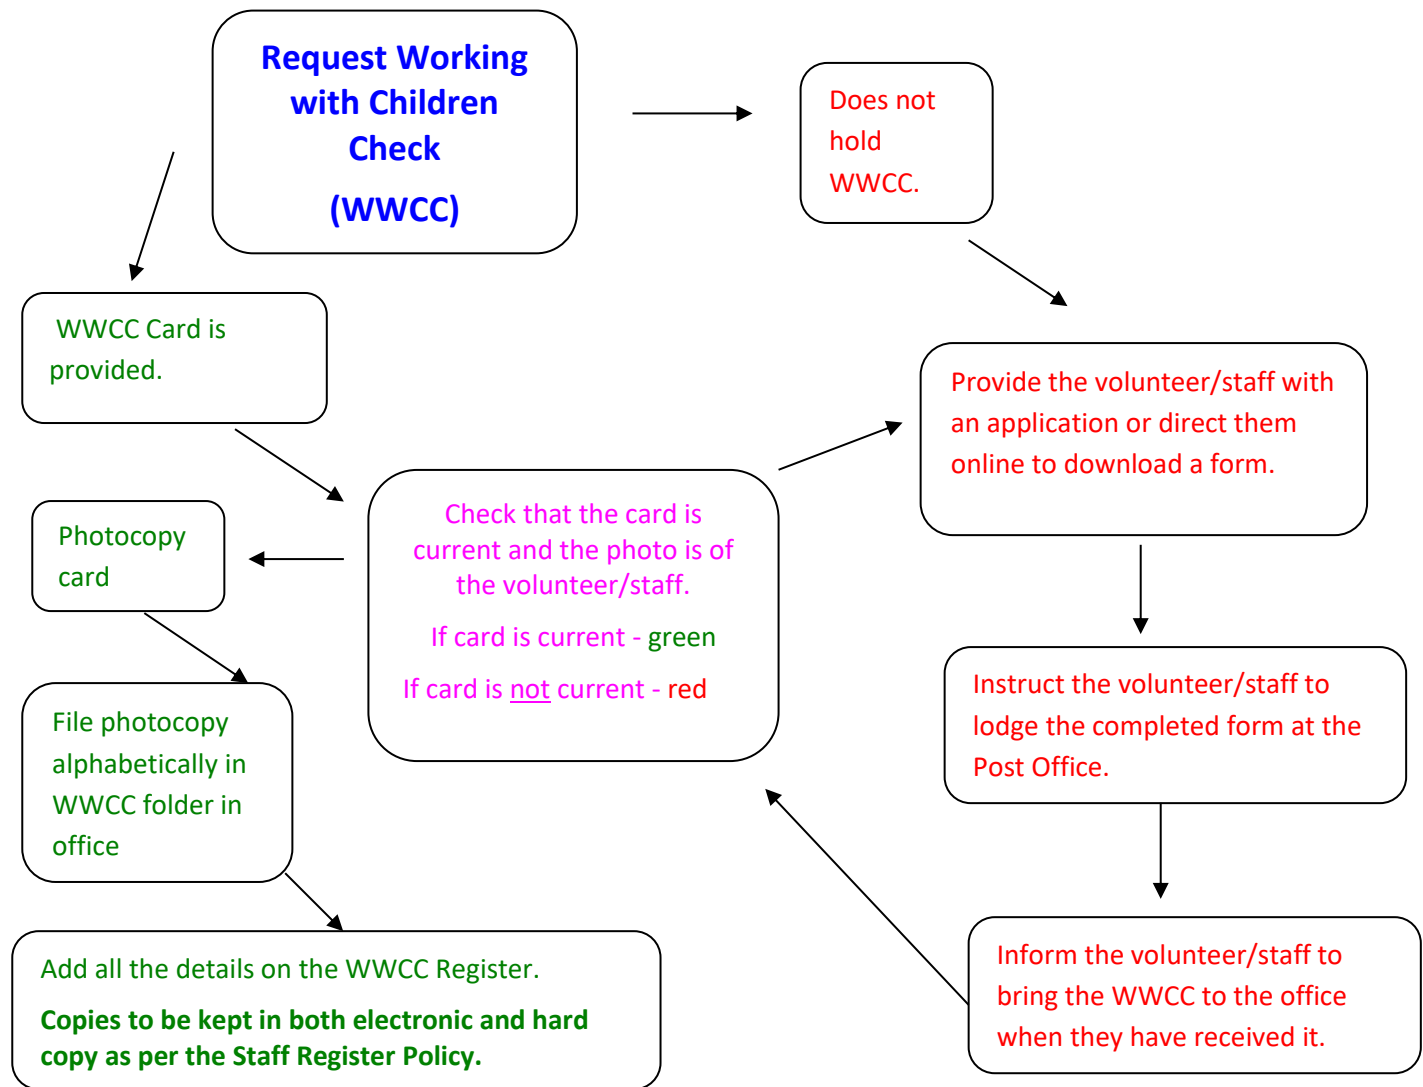 Request Working
with Children
Check
(WWCC)
Does not
hold
WWCC.
WWCC Card is
provided.
Provide the volunteer/staff with
an application or direct them
online to download a form.
Check that the card is
current and the photo is of
the volunteer/staff.
If card is current - green
If card is not current - red
Photocopy
card
Instruct the volunteer/staff to
lodge the completed form at the
Post Office.
File photocopy
alphabetically in
WWCC folder in
office
Inform the volunteer/staff to
bring the WWCC to the office
when they have received it.
Add all the details on the WWCC Register.
Copies to be kept in both electronic and hard
copy as per the Staff Register Policy.